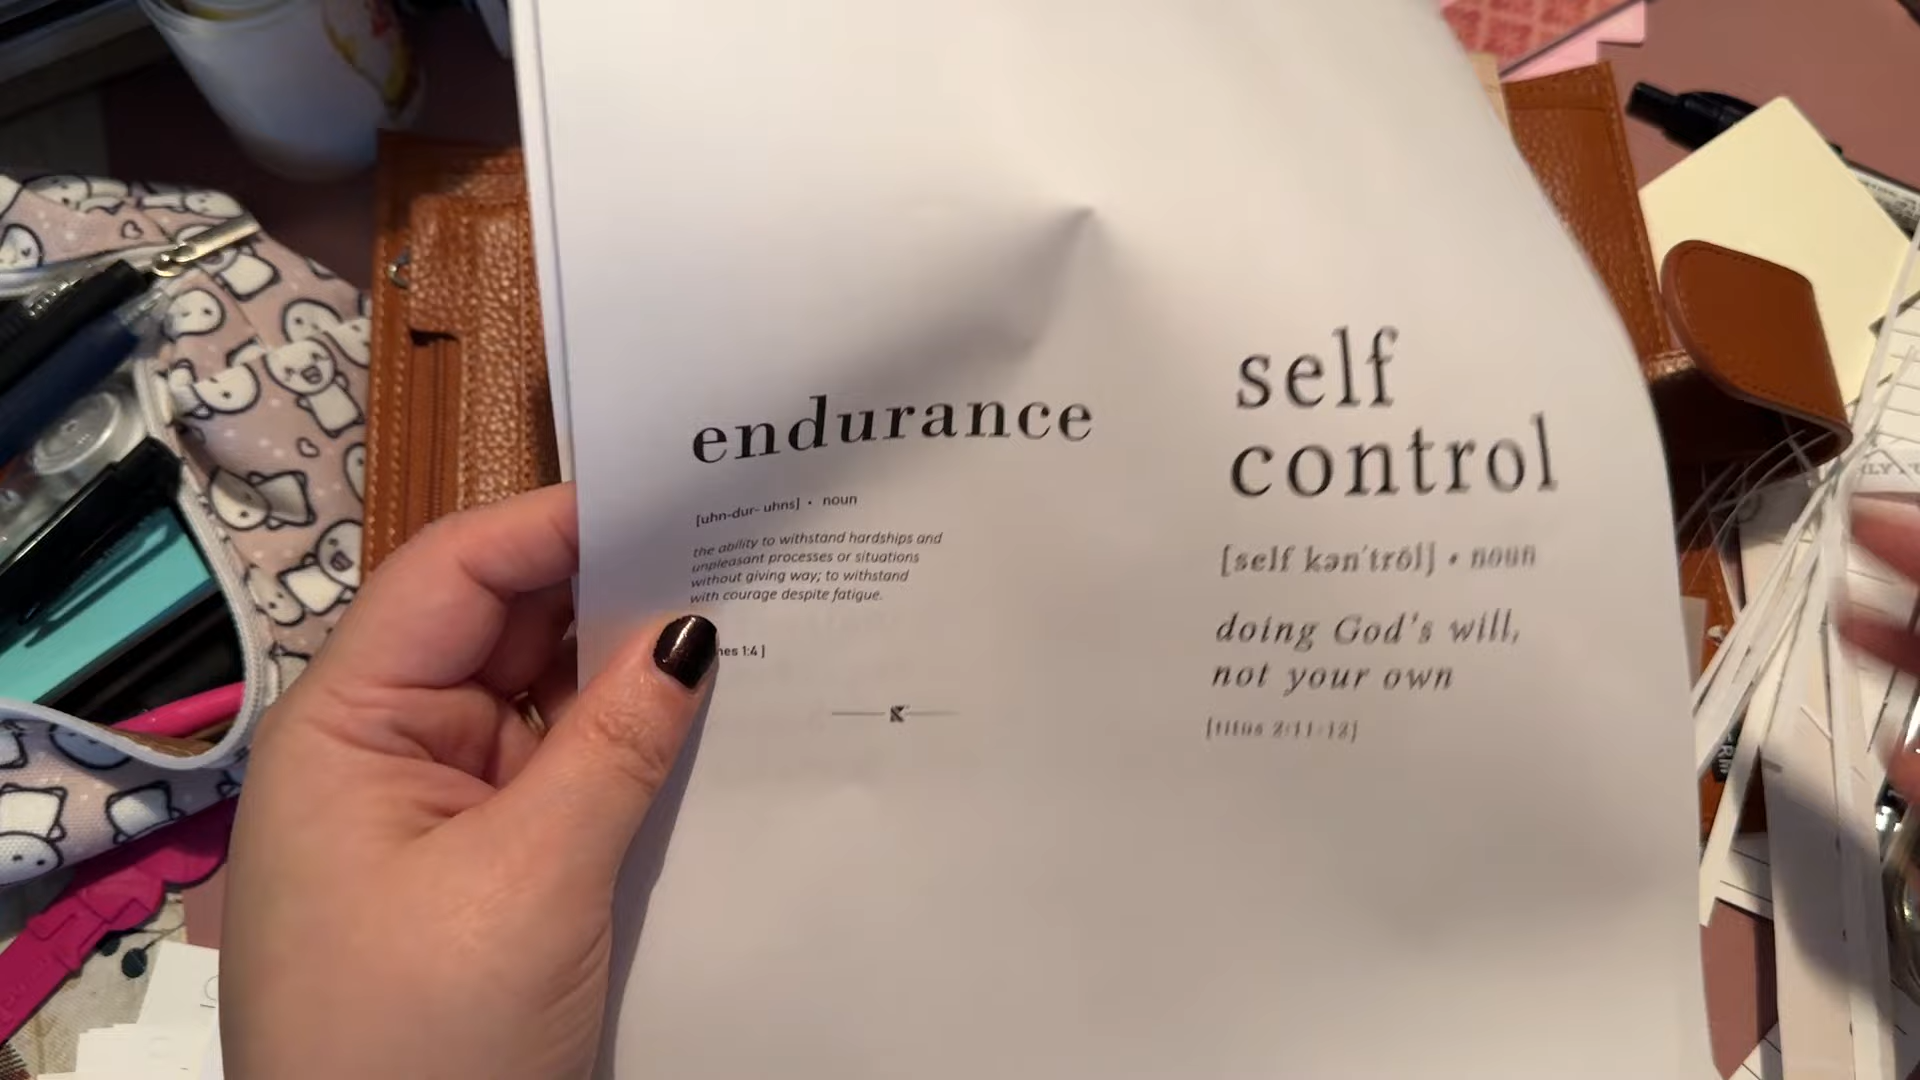 endurance
[uhn-dur- uhns] • noun
the ability to withstand hardships and
unpleasant processes or situations
without giving way; to withstand
with courage despite fatigue.
1:4 ]
self
control
[self kən'trōl] • noun
doing God's will,
not your own
[titus 2:11-12]